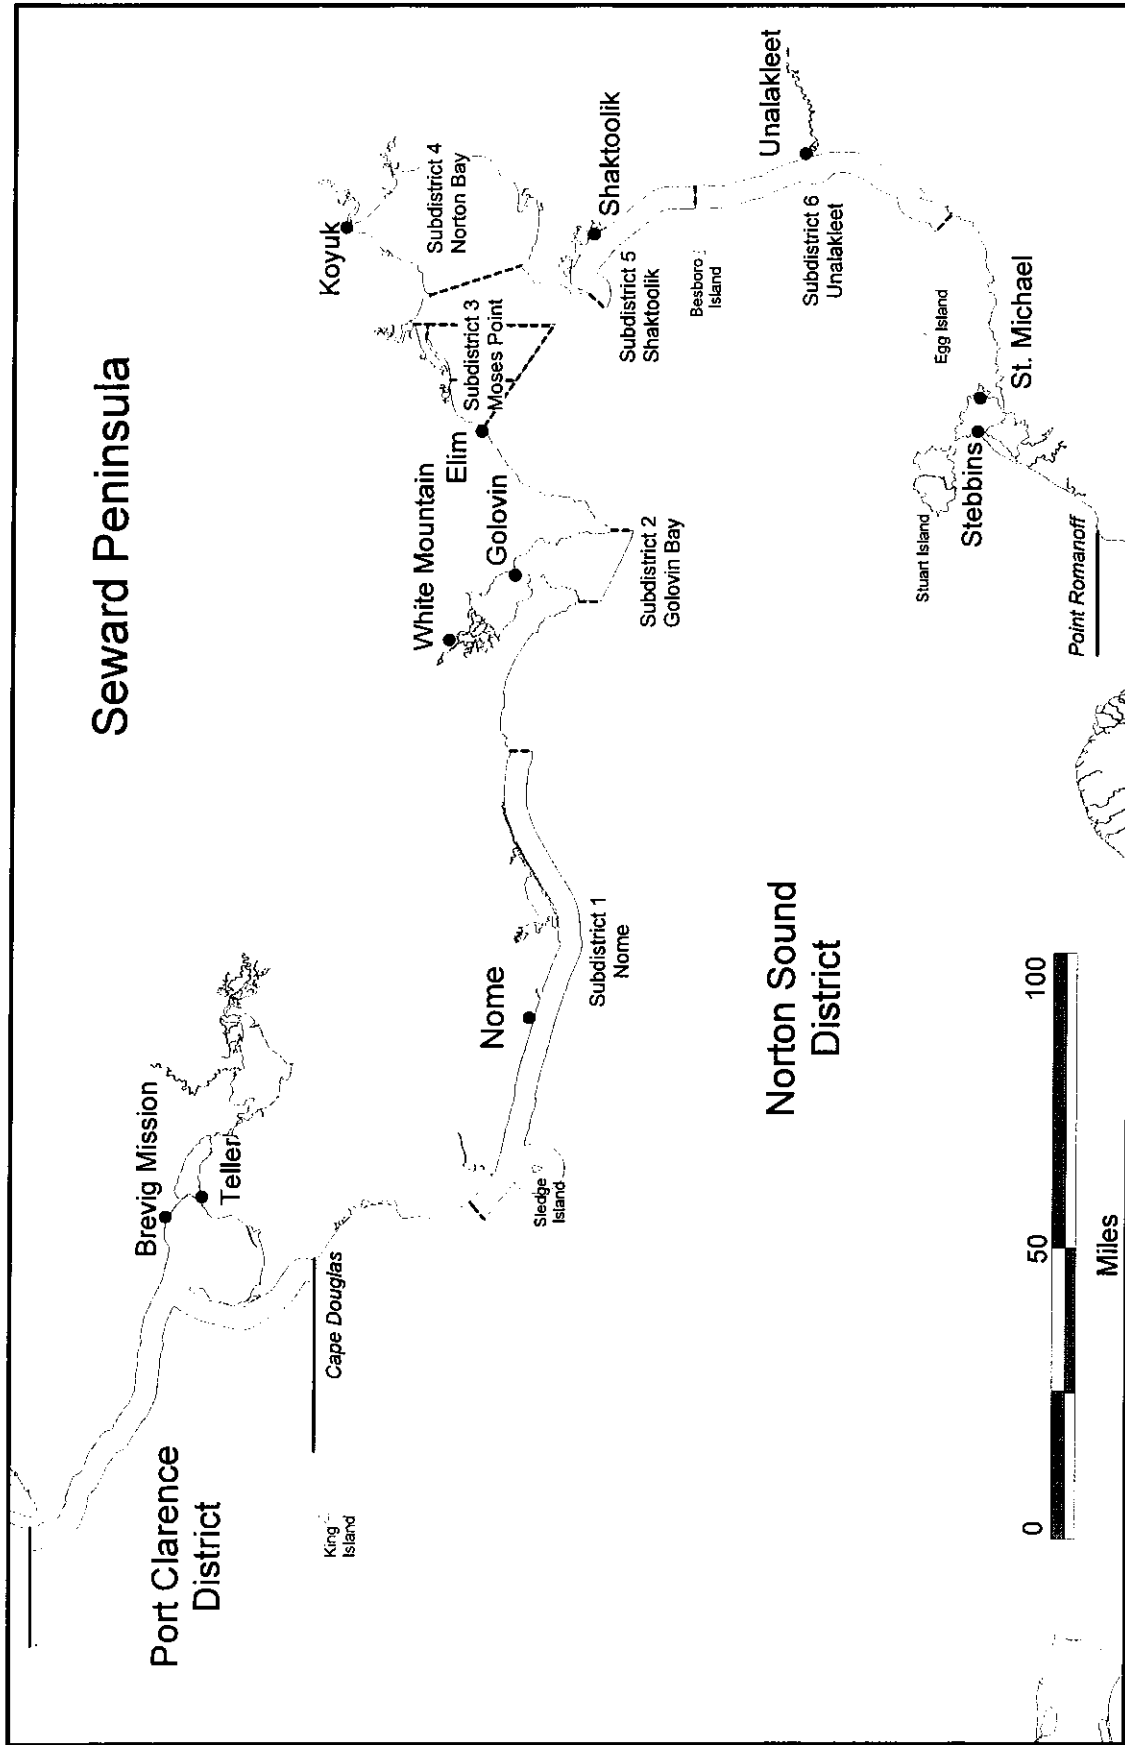 Seward Peninsula
Port Clarence
District
Brevig Mission
Teller
King
Island
Cape Douglas
Sledge
Island
Nome
Subdistrict 1
Nome
White Mountain
Golovin
Subdistrict 2
Golovin Bay
Elim
Subdistrict 3
Moses Point
Koyuk
Subdistrict 4
Norton Bay
Shaktoolik
Subdistrict 5
Shaktoolik
Besboro
Island
Unalakleet
Subdistrict 6
Unalakleet
Egg Island
St. Michael
Stebbins
Stuart Island
Point Romanoff
Norton Sound
District
0
50
100
Miles